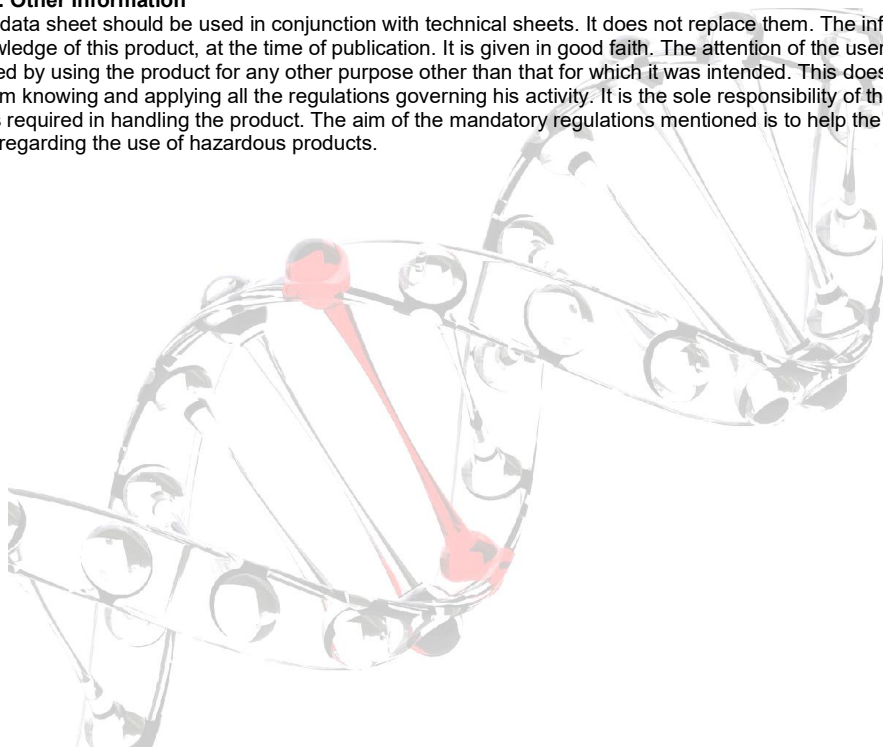 . Other Information
data sheet should be used in conjunction with technical sheets. It does not replace them. The inf
wledge of this product, at the time of publication. It is given in good faith. The attention of the user
ed by using the product for any other purpose other than that for which it was intended. This does
m knowing and applying all the regulations governing his activity. It is the sole responsibility of th
s required in handling the product. The aim of the mandatory regulations mentioned is to help the
regarding the use of hazardous products.